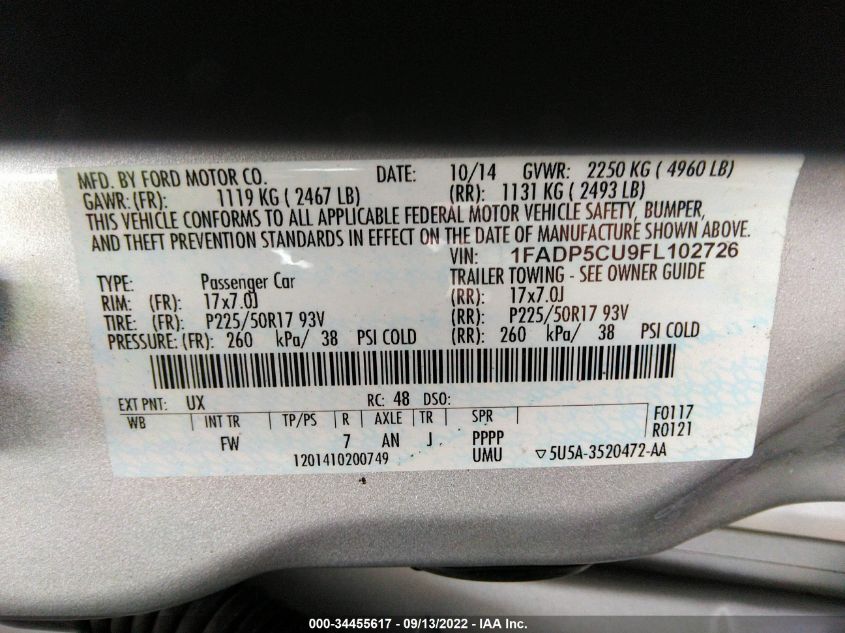 MFD. BY FORD MOTOR CO. DATE: 10/14 GVWR: 2250 KG ( 4960 LB)
GAWR: (FR): 1119 KG ( 2467 LB) (RR): 1131 KG ( 2493 LB)
THIS VEHICLE CONFORMS TO ALL APPLICABLE FEDERAL MOTOR VEHICLE SAFETY, BUMPER,
AND THEFT PREVENTION STANDARDS IN EFFECT ON THE DATE OF MANUFACTURE SHOWN ABOVE.
VIN: 1FADP5CU9FL102726
TYPE: Passenger Car TRAILER TOWING - SEE OWNER GUIDE
RIM: (FR): 17x7.0J (RR): 17x7.0J
TIRE: (FR): P225/50R17 93V (RR): P225/50R17 93V
PRESSURE: (FR): 260 kPa/ 38 PSI COLD (RR): 260 kPa/ 38 PSI COLD
EXT PNT: UX RC: 48 DSO:
WB INT TR TP/PS R AXLE TR SPR F0117
FW 7 AN J PPPP R0121
1201410200749 UMU ▽5U5A-3520472-AA
000-34455617 - 09/13/2022 - IAA Inc.